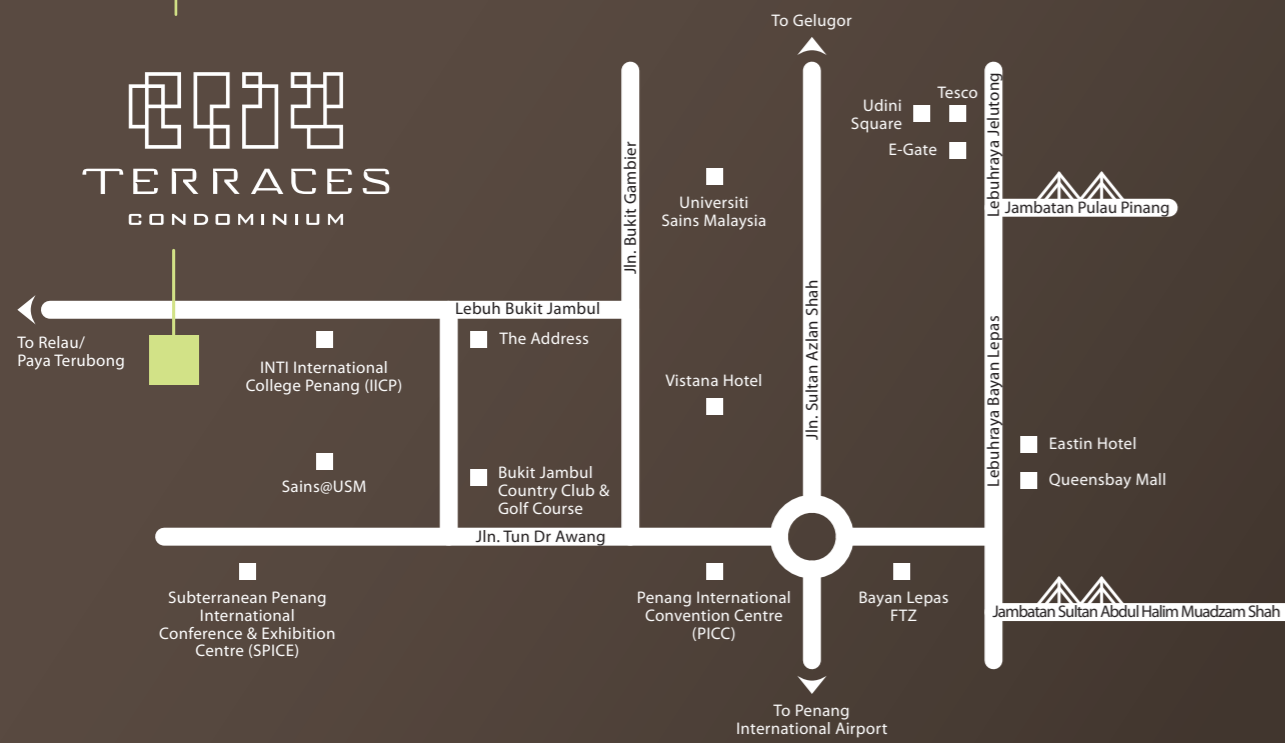 TERRACES
CONDOMINIUM
To Gelugor
Udini
Square
Tesco
E-Gate
Lebuhraya Jelutong
Jambatan Pulau Pinang
Jln. Bukit Gambier
Universiti
Sains Malaysia
Jln. Sultan Azlan Shah
Lebuh Bukit Jambul
To Relau/
Paya Terubong
INTI International
College Penang (IICP)
The Address
Vistana Hotel
Lebuhraya Bayan Lepas
Eastin Hotel
Queensbay Mall
Sains@USM
Bukit Jambul
Country Club &
Golf Course
Jln. Tun Dr Awang
Subterranean Penang
International
Conference & Exhibition
Centre (SPICE)
Penang International
Convention Centre
(PICC)
Bayan Lepas
FTZ
Jambatan Sultan Abdul Halim Muadzam Shah
To Penang
International Airport